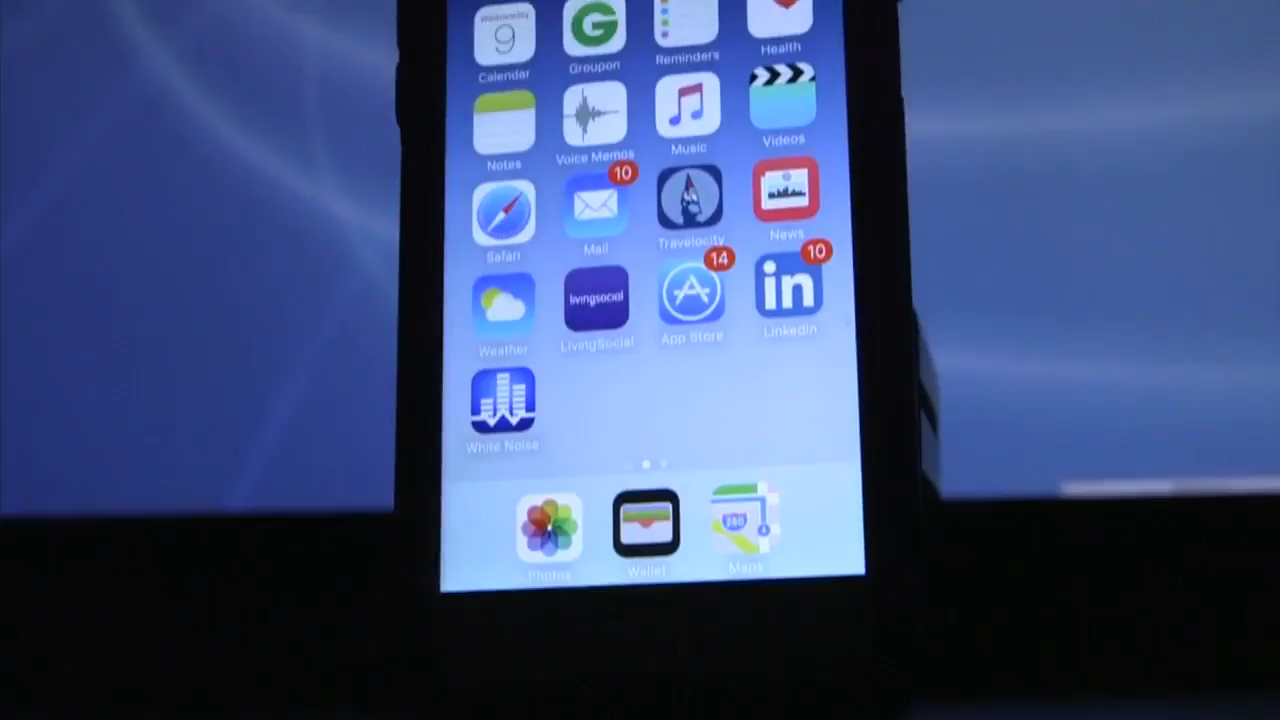 Wednesday
9
G
Calendar
Groupon
Reminders
Health
Notes
Voice Memos
Music
Videos
10
Safari
Mail
Travelocity
News
14
10
livingsocial
in
Weather
LivingSocial
App Store
LinkedIn
White Noise
280
Photos
Wallet
Maps